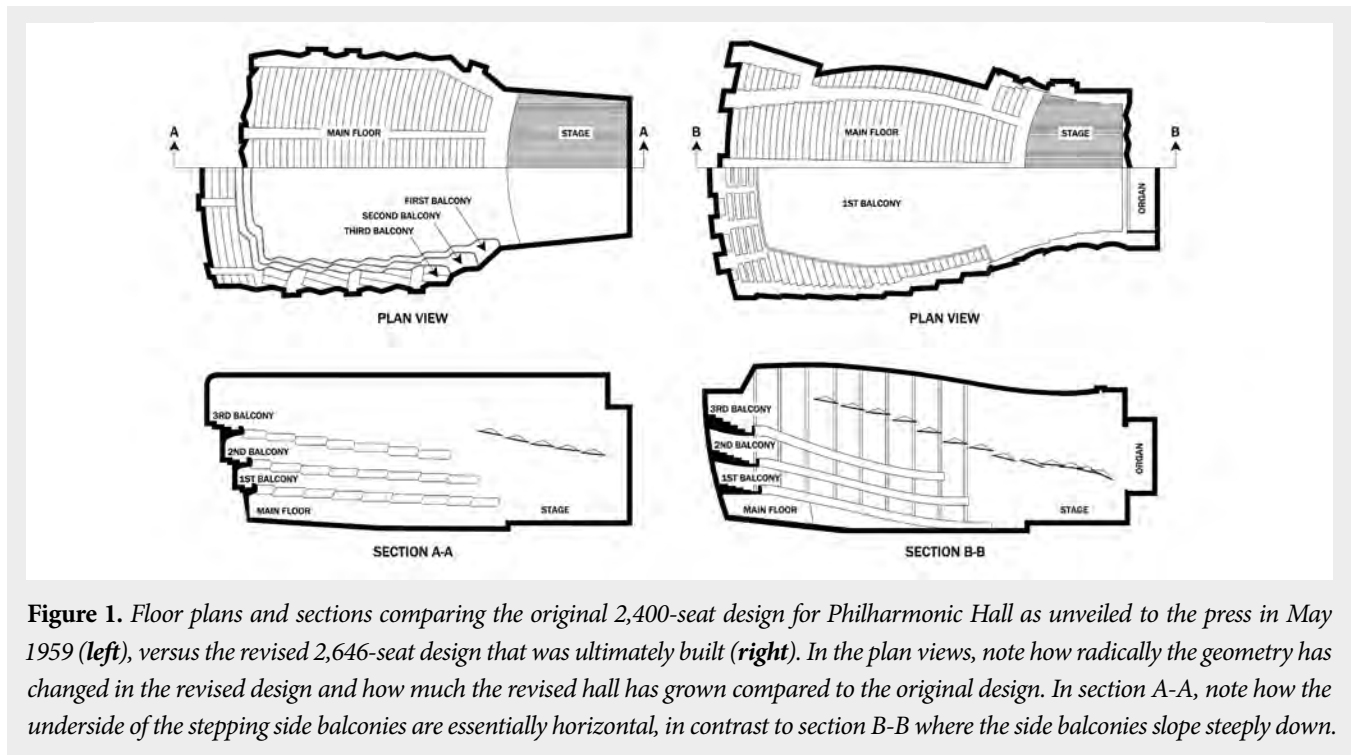 A
A
MAIN FLOOR
STAGE
FIRST BALCONY
SECOND BALCONY
THIRD BALCONY
PLAN VIEW
B
B
MAIN FLOOR
STAGE
1ST BALCONY
ORGAN
PLAN VIEW
3RD BALCONY
2ND BALCONY
1ST BALCONY
MAIN FLOOR
STAGE
SECTION A-A
3RD BALCONY
2ND BALCONY
1ST BALCONY
MAIN FLOOR
STAGE
ORGAN
SECTION B-B
Figure 1. Floor plans and sections comparing the original 2,400-seat design for Philharmonic Hall as unveiled to the press in May
1959 (left), versus the revised 2,646-seat design that was ultimately built (right). In the plan views, note how radically the geometry has
changed in the revised design and how much the revised hall has grown compared to the original design. In section A-A, note how the
underside of the stepping side balconies are essentially horizontal, in contrast to section B-B where the side balconies slope steeply down.